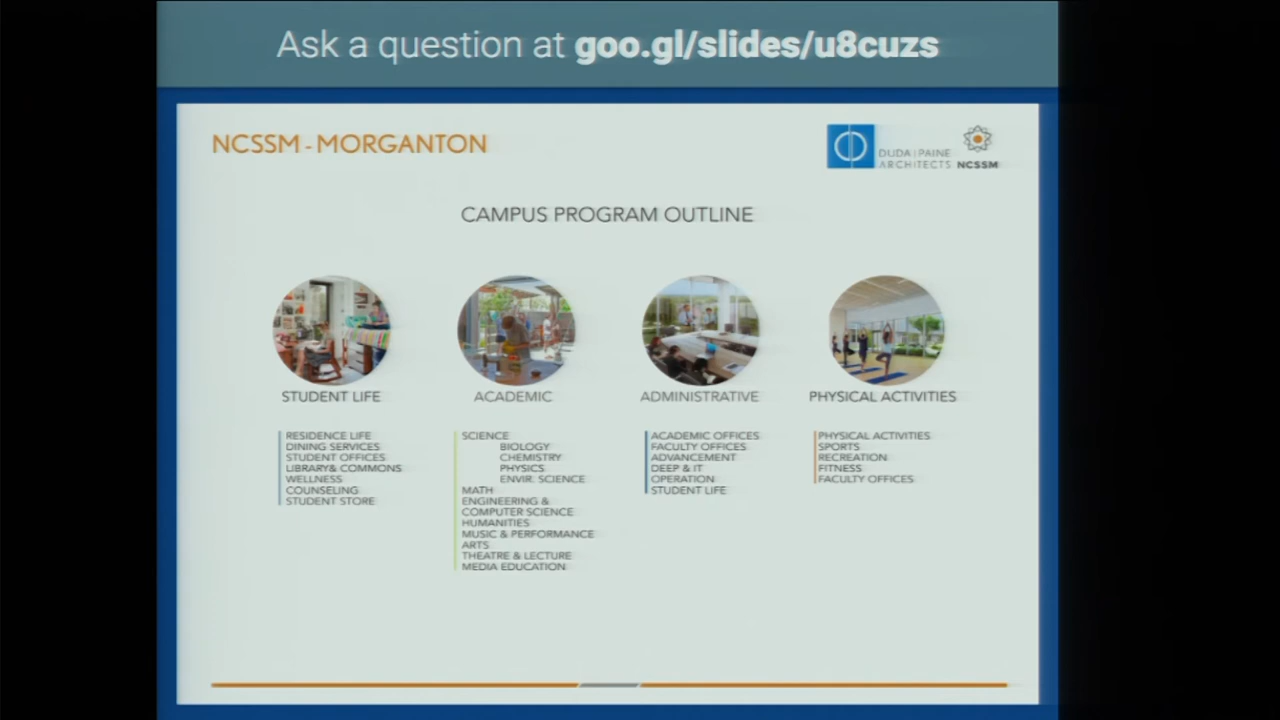 Ask a question at goo.gl/slides/u8cuzs
NCSSM - MORGANTON
DUDA | PAINE
ARCHITECTS
NCSSM
CAMPUS PROGRAM OUTLINE
STUDENT LIFE
RESIDENCE LIFE
DINING SERVICES
STUDENT OFFICES
LIBRARY& COMMONS
WELLNESS
COUNSELING
STUDENT STORE
ACADEMIC
SCIENCE
BIOLOGY
CHEMISTRY
PHYSICS
ENVIR. SCIENCE
MATH
ENGINEERING &
COMPUTER SCIENCE
HUMANITIES
MUSIC & PERFORMANCE
ARTS
THEATRE & LECTURE
MEDIA EDUCATION
ADMINISTRATIVE
ACADEMIC OFFICES
FACULTY OFFICES
ADVANCEMENT
DEEP & IT
OPERATION
STUDENT LIFE
PHYSICAL ACTIVITIES
PHYSICAL ACTIVITIES
SPORTS
RECREATION
FITNESS
FACULTY OFFICES